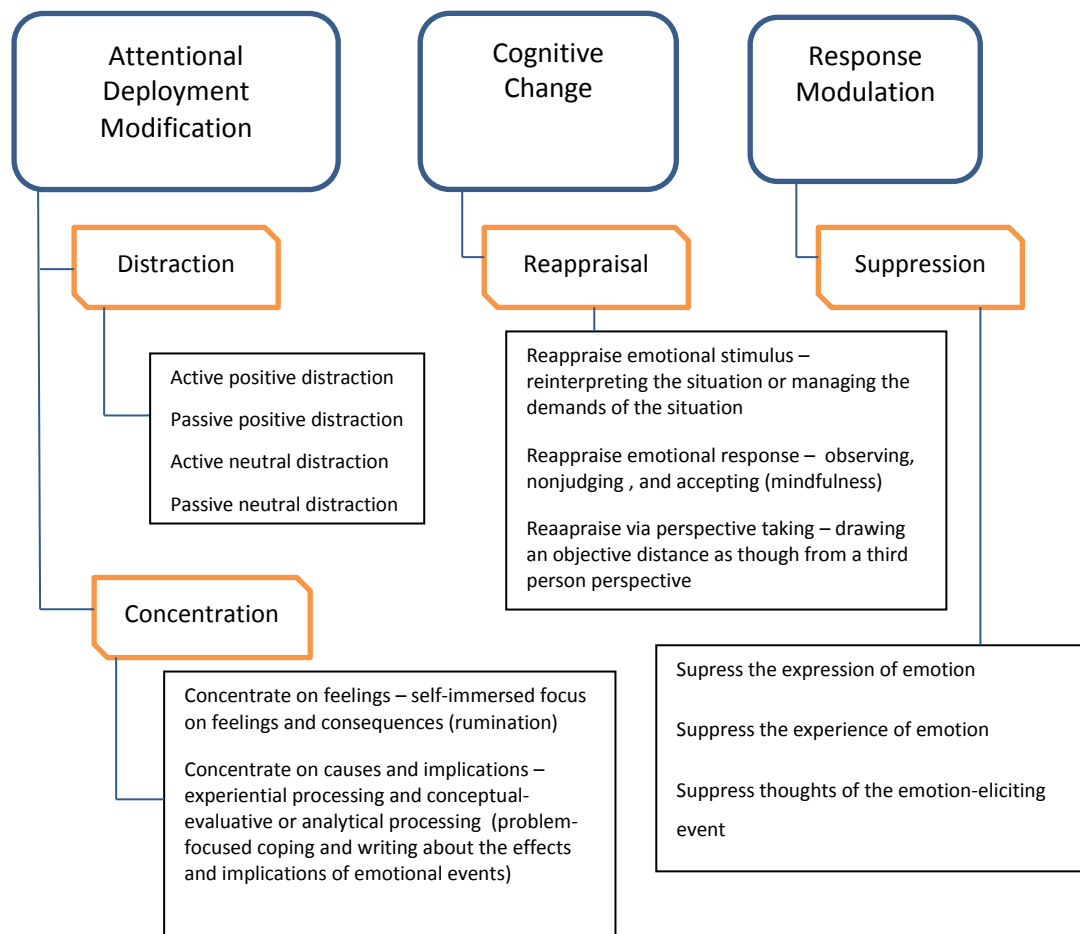 Attentional
Deployment
Modification
Cognitive
Change
Response
Modulation
Distraction
Reappraisal
Suppression
Active positive distraction
Passive positive distraction
Active neutral distraction
Passive neutral distraction
Reappraise emotional stimulus –
reinterpreting the situation or managing the
demands of the situation
Reappraise emotional response –  observing,
nonjudging , and accepting (mindfulness)
Reaapraise via perspective taking – drawing
an objective distance as though from a third
person perspective
Concentration
Concentrate on feelings – self-immersed focus
on feelings and consequences (rumination)
Concentrate on causes and implications –
experiential processing and conceptual-
evaluative or analytical processing  (problem-
focused coping and writing about the effects
and implications of emotional events)
Supress the expression of emotion
Suppress the experience of emotion
Suppress thoughts of the emotion-eliciting
event